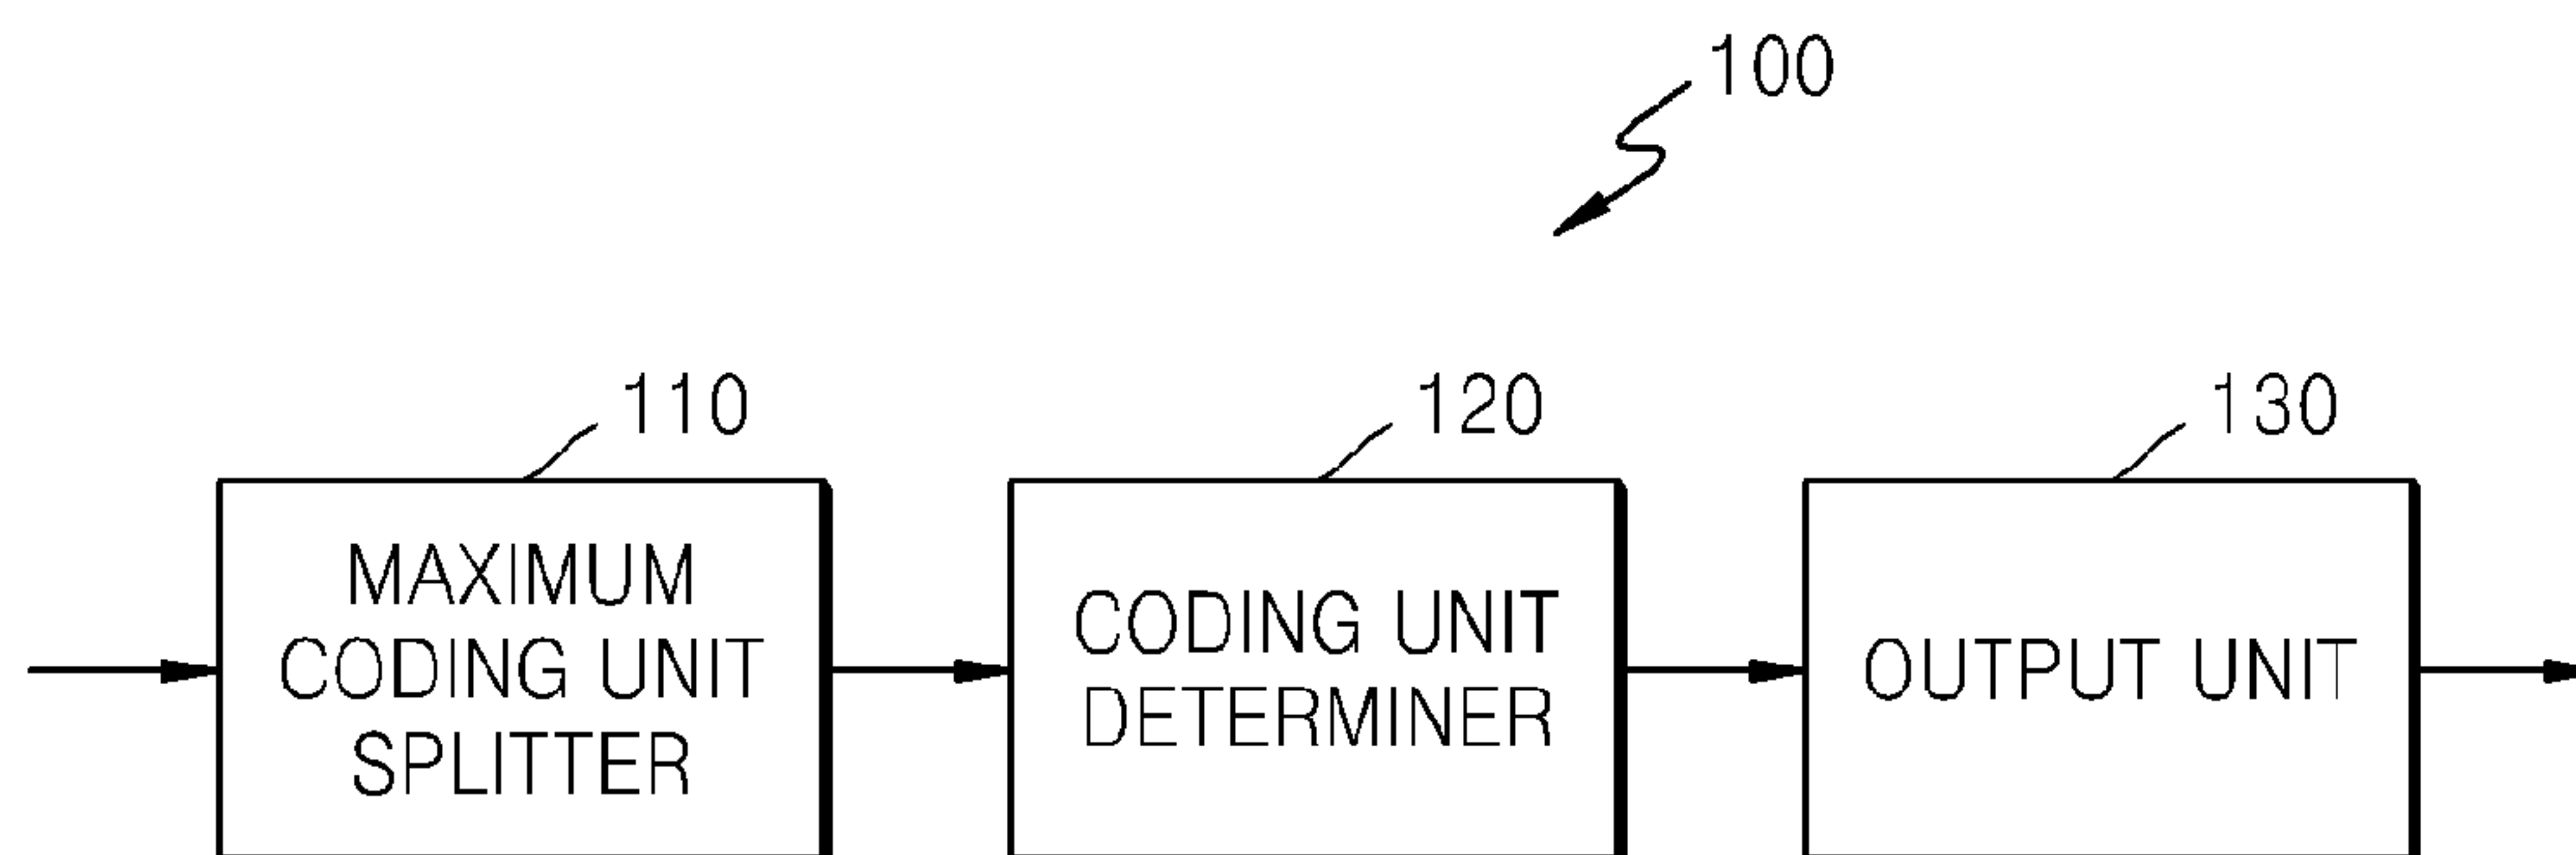 100
110
120
130
MAXIMUM
CODING UNIT
SPLITTER
CODING UNIT
DETERMINER
OUTPUT UNIT